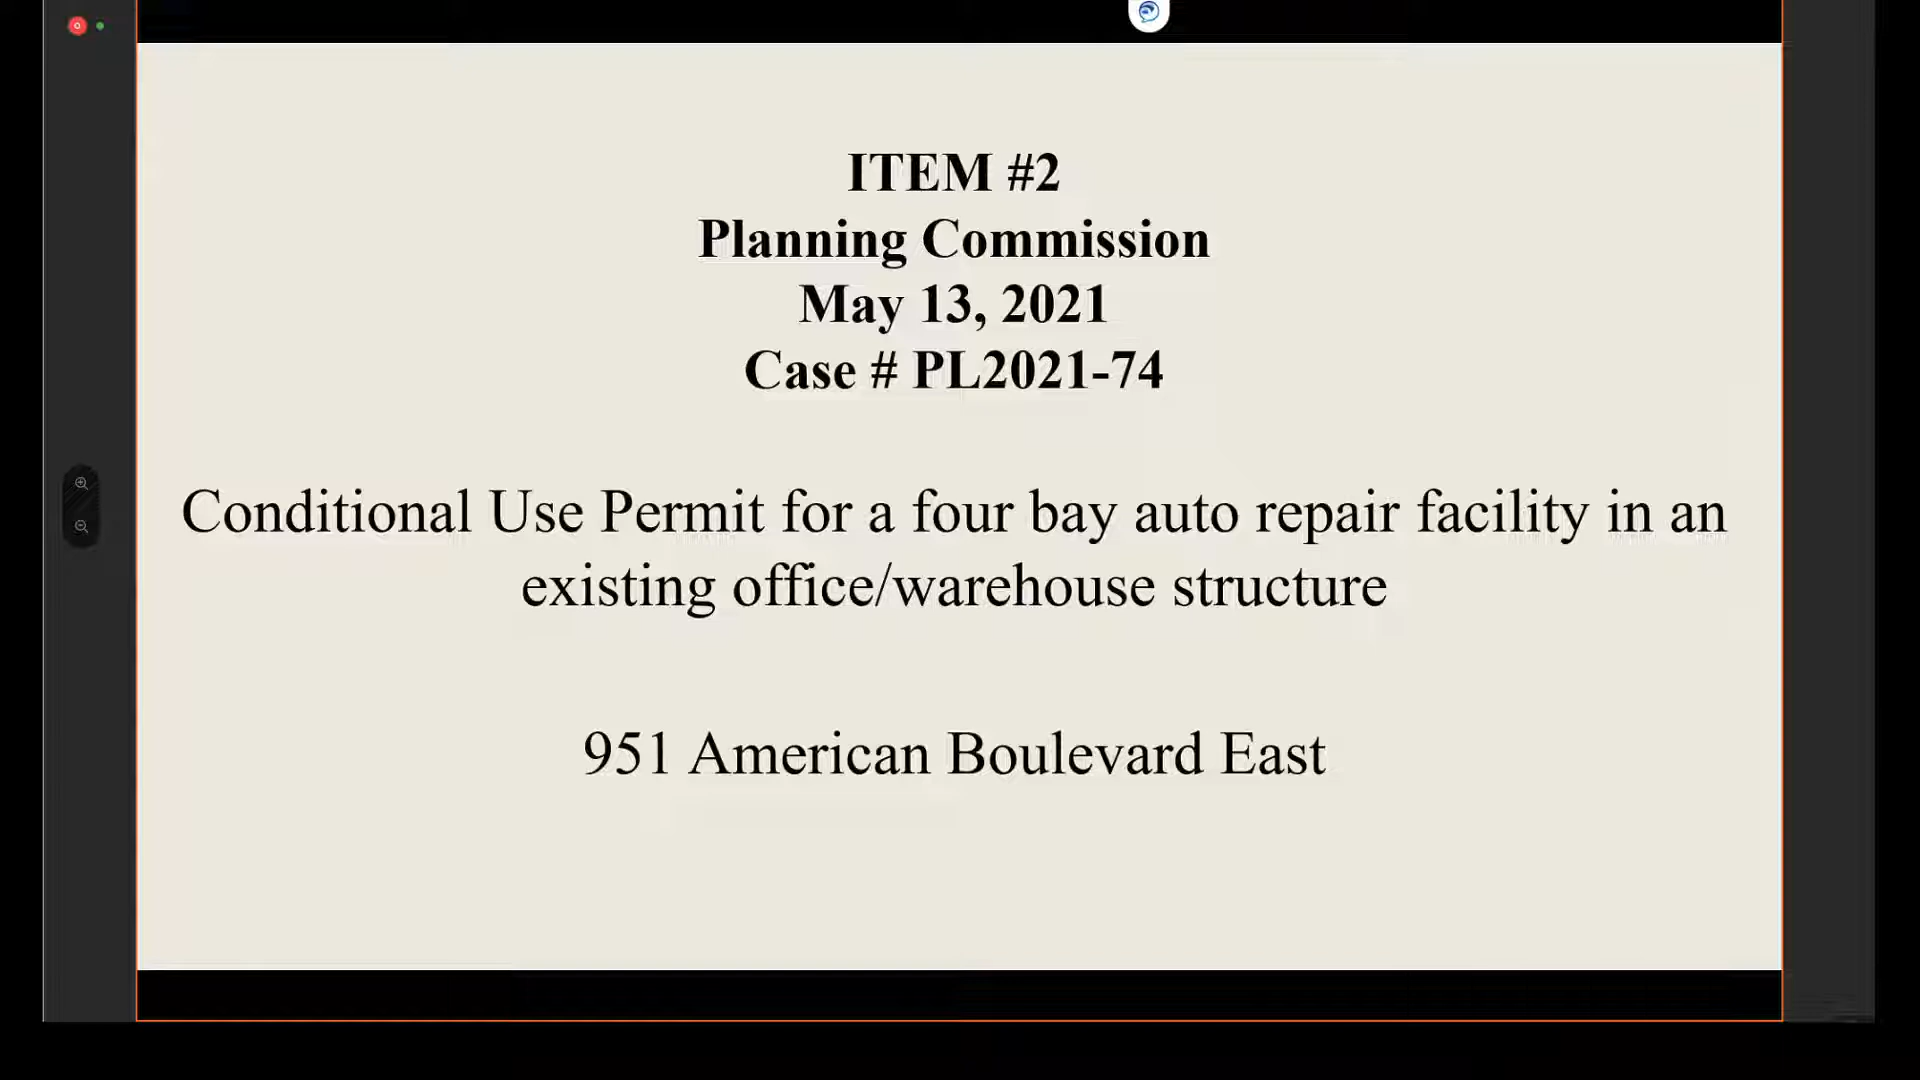 ITEM #2
Planning Commission
May 13, 2021
Case # PL2021-74
Conditional Use Permit for a four bay auto repair facility in an
existing office/warehouse structure
951 American Boulevard East